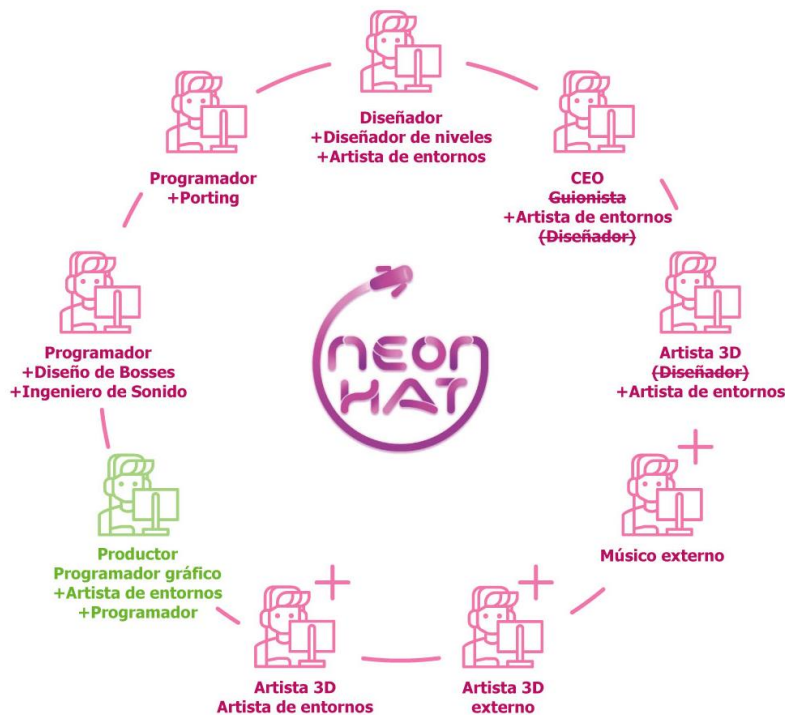 Diseñador
+Diseñador de niveles
+Artista de entornos
Programador
+Porting
CEO
Guionista
+Artista de entornos
(Diseñador)
Programador
+Diseño de Bosses
+Ingeniero de Sonido
NEON
HAT
Artista 3D
(Diseñador)
+Artista de entornos
Productor
Programador gráfico
+Artista de entornos
+Programador
Músico externo
Artista 3D
Artista de entornos
Artista 3D
externo